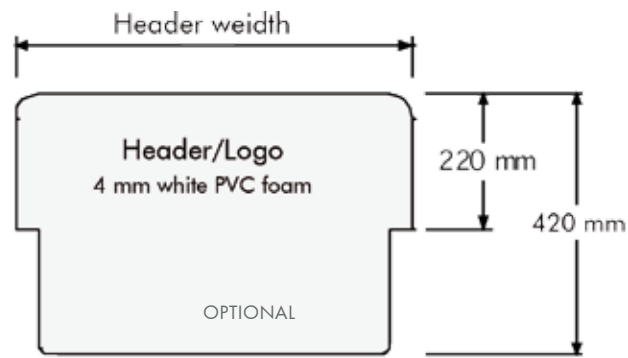 Header weidth
Header/Logo
4 mm white PVC foam
220 mm
420 mm
OPTIONAL